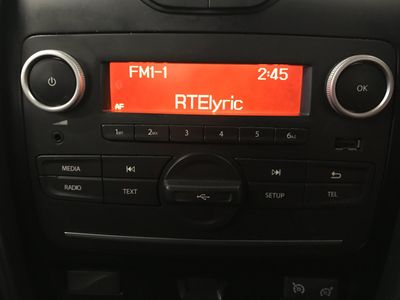 FM1-1 2:45
AF RTElyric
OK
1 2 3 4 5 6
MEDIA
RADIO TEXT SETUP TEL